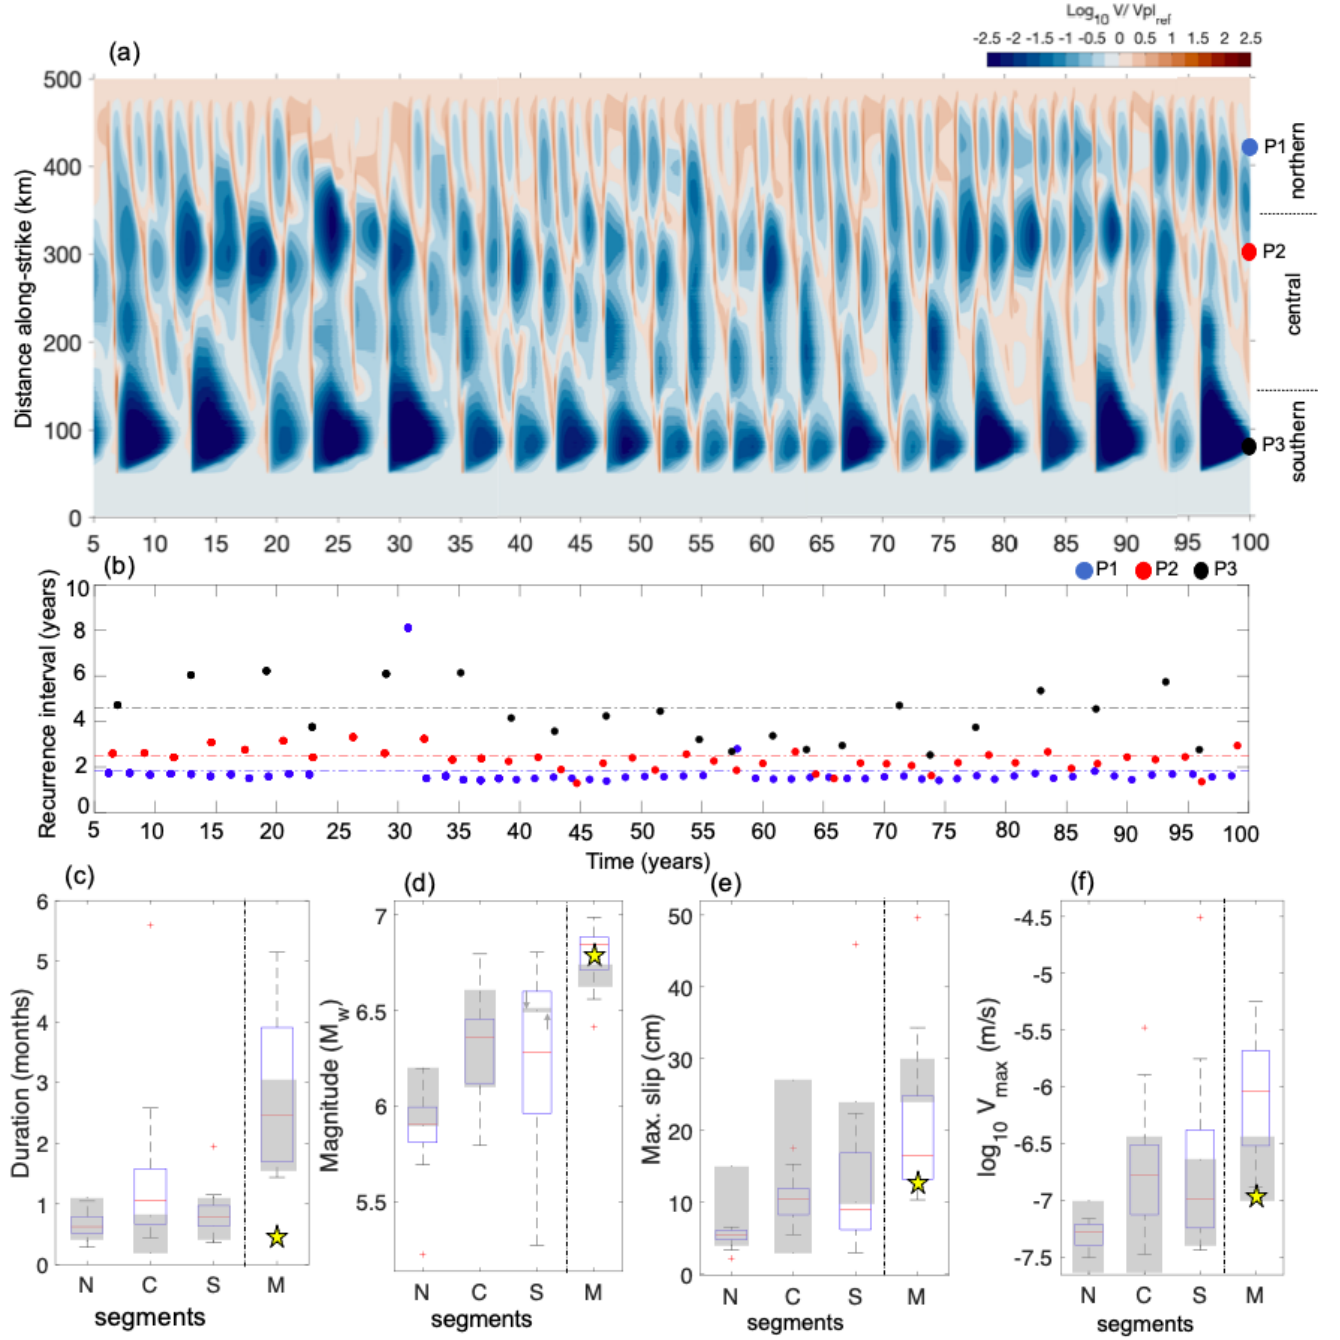 Log10 V/ Vplref
-2.5 -2 -1.5 -1 -0.5 0 0.5 1 1.5 2 2.5
(a)
Distance along-strike (km)
500
400
300
200
100
0
5 10 15 20 25 30 35 40 45 50 55 60 65 70 75 80 85 90 95 100
P1
P2
P3
northern
central
southern
(b)
P1 P2 P3
Recurrence interval (years)
10
8
6
4
2
0
5 10 15 20 25 30 35 40 45 50 55 60 65 70 75 80 85 90 95 100
Time (years)
(c)
Duration (months)
6
5
4
3
2
1
0
N C S M
segments
(d)
Magnitude (Mw)
7
6.5
6
5.5
N C S M
segments
(e)
Max. slip (cm)
50
40
30
20
10
0
N C S M
segments
(f)
log10 Vmax (m/s)
-4.5
-5
-5.5
-6
-6.5
-7
-7.5
N C S M
segments